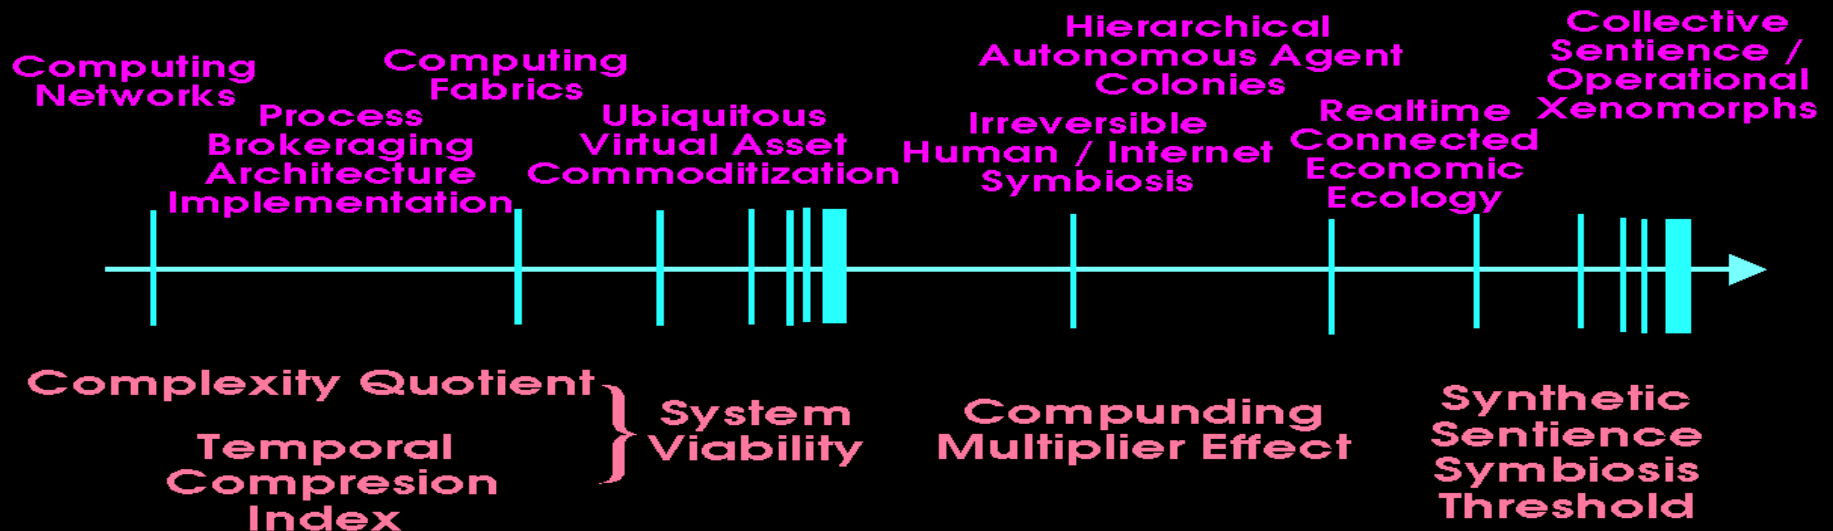 Computing
Networks
Process
Brokeraging
Architecture
Implementation
Computing
Fabrics
Ubiquitous
Virtual Asset
Commoditization
Hierarchical
Autonomous Agent
Colonies
Irreversible
Human / Internet
Symbiosis
Realtime
Connected
Economic
Ecology
Collective
Sentience /
Operational
Xenomorphs
Complexity Quotient
Temporal
Compresion
Index
}
System
Viability
Compunding
Multiplier Effect
Synthetic
Sentience
Symbiosis
Threshold